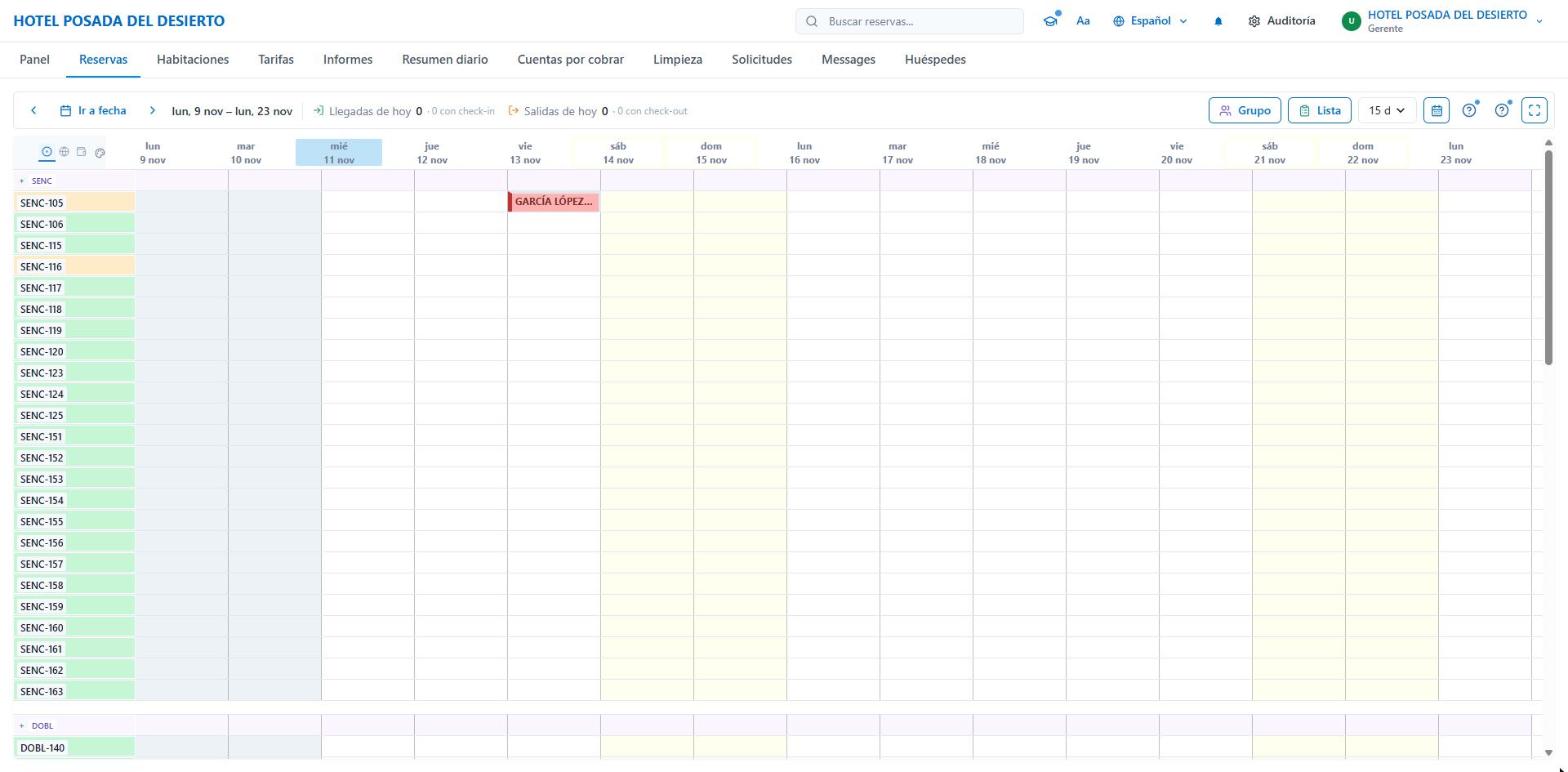 HOTEL POSADA DEL DESIERTO
Buscar reservas...
Aa
Español
Auditoría
U
HOTEL POSADA DEL DESIERTO
Gerente
Panel Reservas Habitaciones Tarifas Informes Resumen diario Cuentas por cobrar Limpieza Solicitudes Messages Huéspedes
Ir a fecha
lun, 9 nov – lun, 23 nov
Llegadas de hoy 0 · 0 con check-in
Salidas de hoy 0 · 0 con check-out
Grupo
Lista
15 d
lun mar mié jue vie sáb dom lun mar mié jue vie sáb dom lun
9 nov 10 nov 11 nov 12 nov 13 nov 14 nov 15 nov 16 nov 17 nov 18 nov 19 nov 20 nov 21 nov 22 nov 23 nov
+ SENC
SENC-105 GARCÍA LÓPEZ...
SENC-106
SENC-115
SENC-116
SENC-117
SENC-118
SENC-119
SENC-120
SENC-123
SENC-124
SENC-125
SENC-151
SENC-152
SENC-153
SENC-154
SENC-155
SENC-156
SENC-157
SENC-158
SENC-159
SENC-160
SENC-161
SENC-162
SENC-163
+ DOBL
DOBL-140